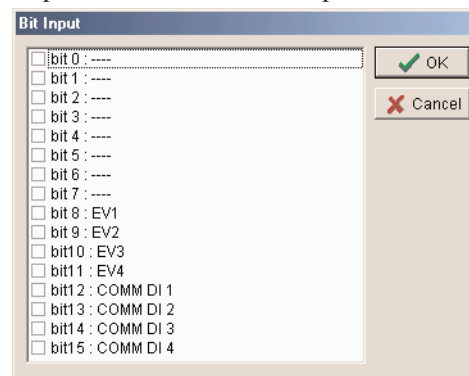 Bit Input
bit 0 : ----
bit 1 : ----
bit 2 : ----
bit 3 : ----
bit 4 : ----
bit 5 : ----
bit 6 : ----
bit 7 : ----
bit 8 : EV1
bit 9 : EV2
bit10 : EV3
bit11 : EV4
bit12 : COMM DI 1
bit13 : COMM DI 2
bit14 : COMM DI 3
bit15 : COMM DI 4
OK
Cancel